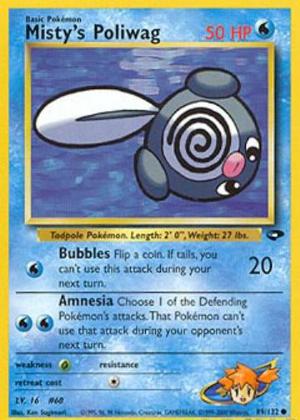 Basic Pokémon
Misty's Poliwag 50 HP
Tadpole Pokémon. Length: 2' 0", Weight: 27 lbs.
Bubbles Flip a coin. If tails, you
can't use this attack during your
next turn.
20
Amnesia Choose 1 of the Defending
Pokémon's attacks. That Pokémon can't
use that attack during your opponent's
next turn.
weakness resistance
retreat cost
LV. 16 #60
Illus. Ken Sugimori
89/132